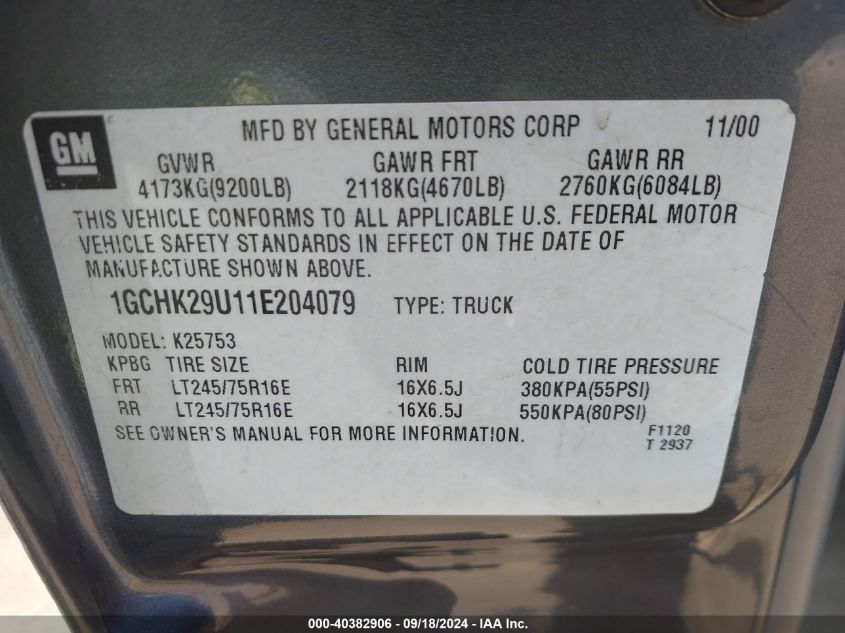 GM
MFD BY GENERAL MOTORS CORP 11/00
GVWR GAWR FRT GAWR RR
4173KG(9200LB) 2118KG(4670LB) 2760KG(6084LB)
THIS VEHICLE CONFORMS TO ALL APPLICABLE U.S. FEDERAL MOTOR
VEHICLE SAFETY STANDARDS IN EFFECT ON THE DATE OF
MANUFACTURE SHOWN ABOVE.
1GCHK29U11E204079 TYPE: TRUCK
MODEL: K25753
KPBG TIRE SIZE RIM COLD TIRE PRESSURE
FRT LT245/75R16E 16X6.5J 380KPA(55PSI)
RR LT245/75R16E 16X6.5J 550KPA(80PSI)
SEE OWNER'S MANUAL FOR MORE INFORMATION.
F1120
T 2937
000-40382906 - 09/18/2024 - IAA Inc.